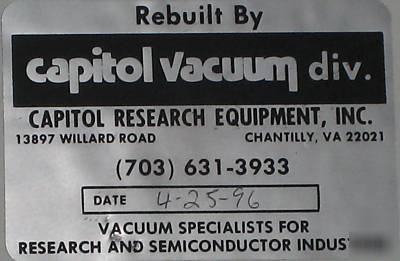 Rebuilt By
capitol vacuum div.
CAPITOL RESEARCH EQUIPMENT, INC.
13897 WILLARD ROAD CHANTILLY, VA 22021
(703) 631-3933
DATE 4-25-96
VACUUM SPECIALISTS FOR
RESEARCH AND SEMICONDUCTOR